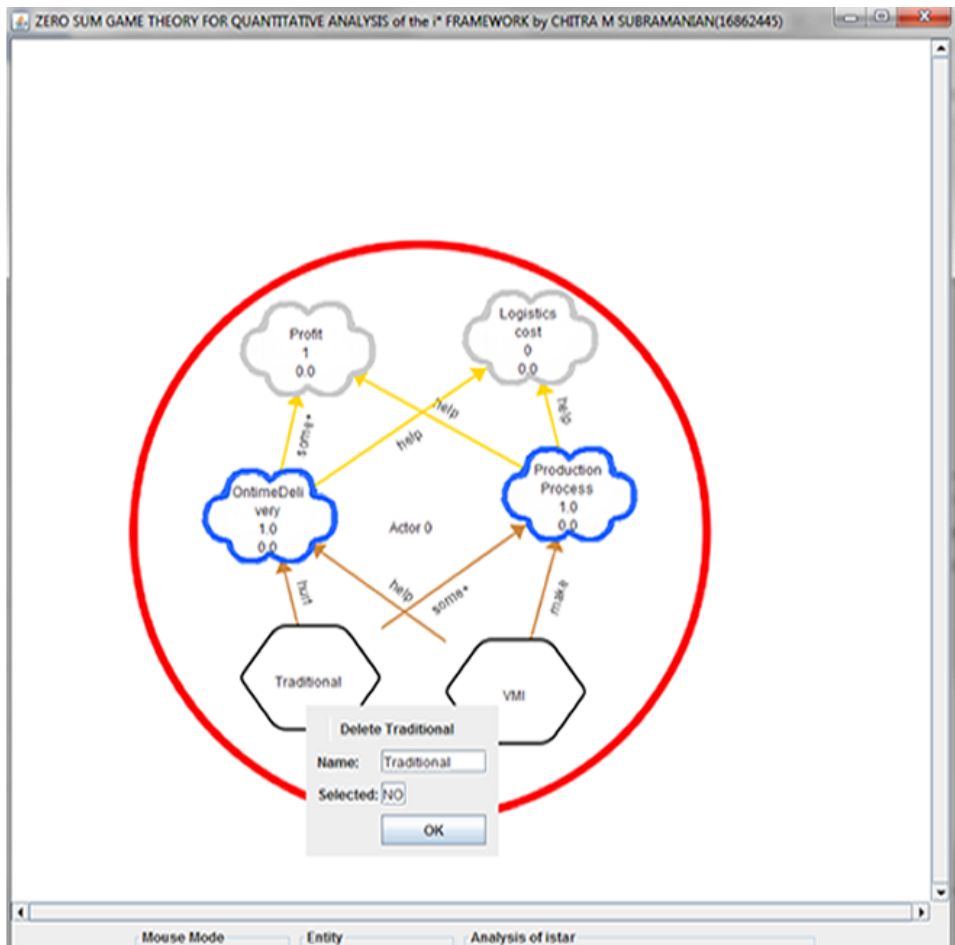 ZERO SUM GAME THEORY FOR QUANTITATIVE ANALYSIS of the i* FRAMEWORK by CHITRA M SUBRAMANIAN(16862445)
Profit
1
0.0
Logistics
cost
0
0.0
some+
help
help
help
OntimeDeli
very
1.0
0.0
Actor 0
Production
Process
1.0
0.0
hurt
help
some+
make
Traditional
VMI
Delete Traditional
Name: Traditional
Selected: NO
OK
Mouse Mode Entity Analysis of istar